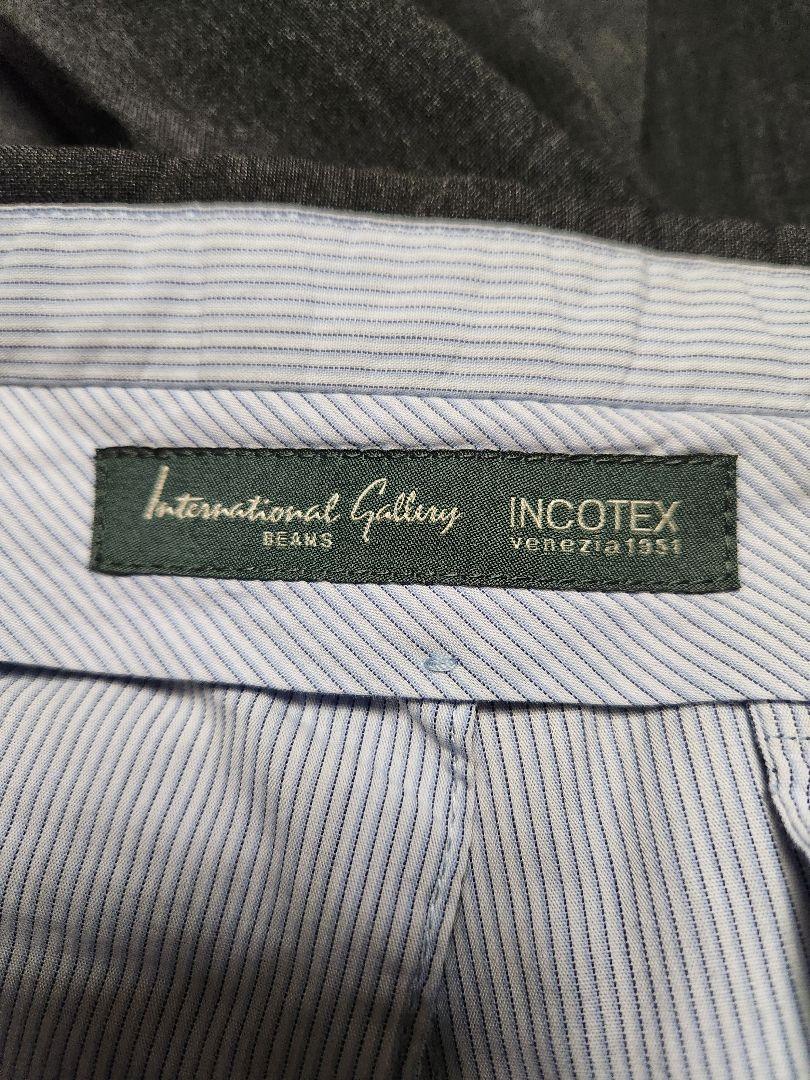 International Gallery
BEAMS
INCOTEX
venezia1951